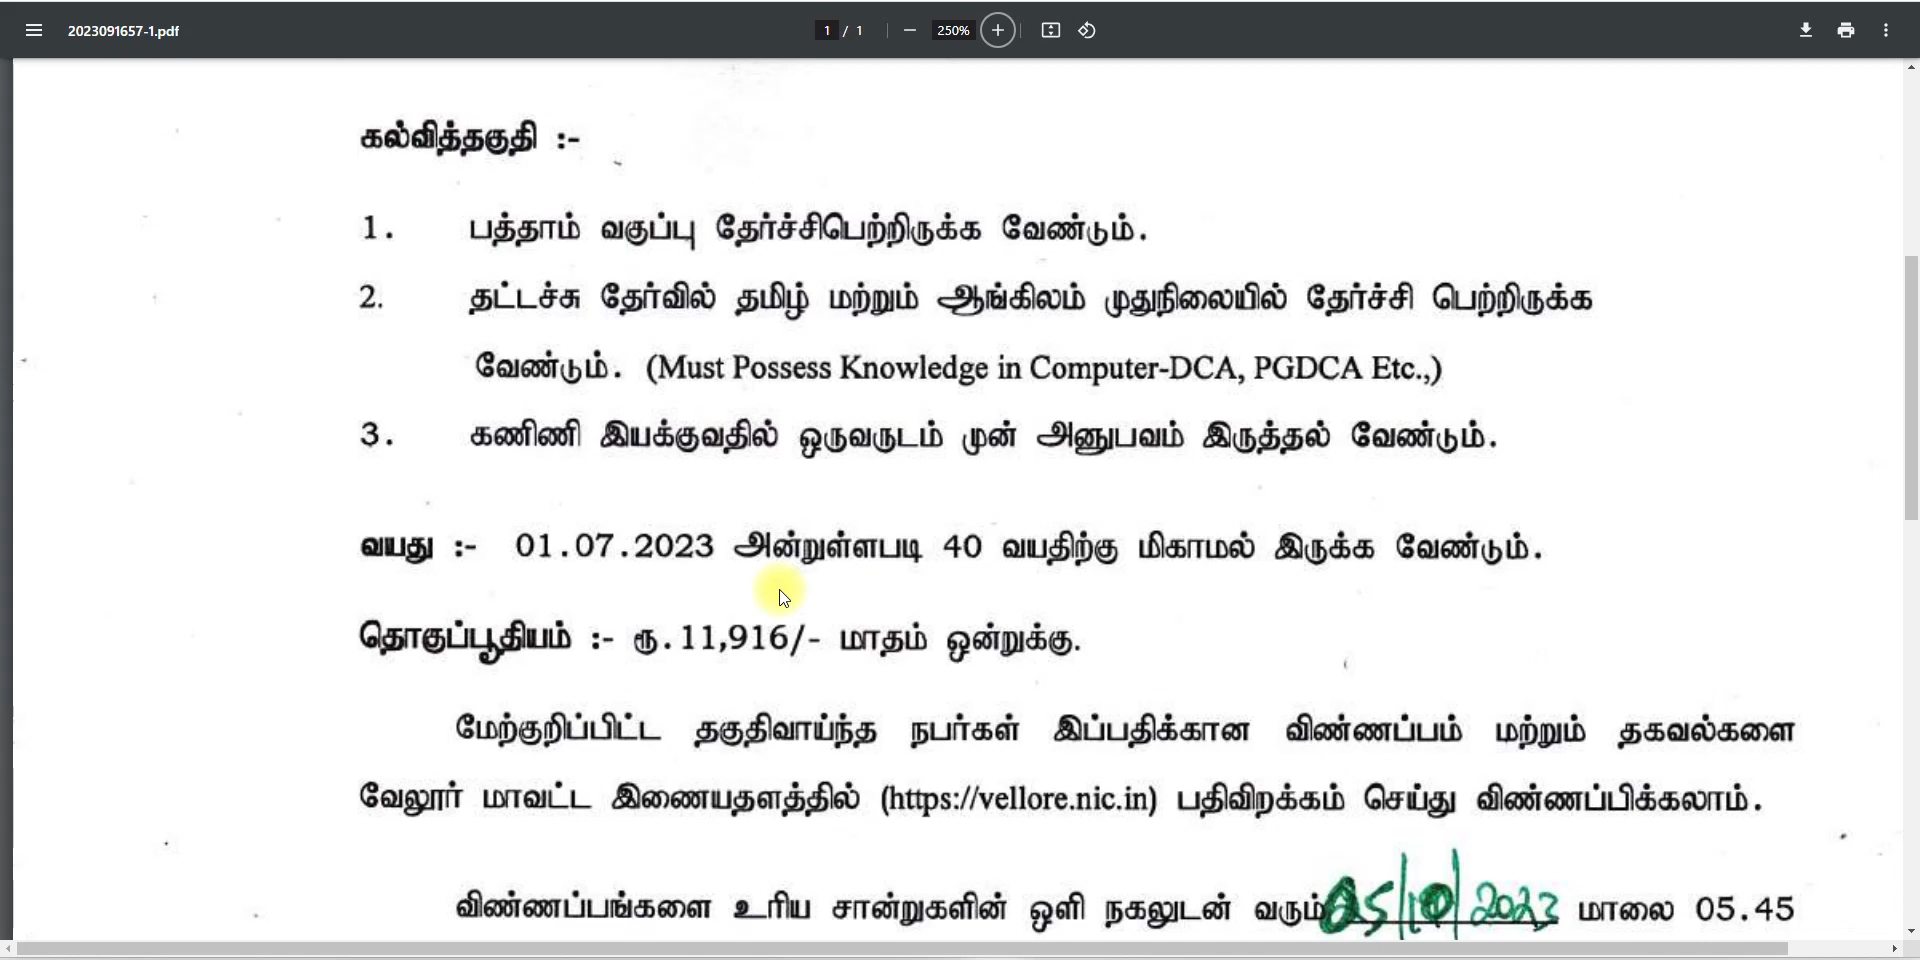 2023091657-1.pdf
1 / 1
250%
கல்வித்தகுதி :-
1. பத்தாம் வகுப்பு தேர்ச்சிபெற்றிருக்க வேண்டும்.
2. தட்டச்சு தேர்வில் தமிழ் மற்றும் ஆங்கிலம் முதுநிலையில் தேர்ச்சி பெற்றிருக்க
வேண்டும். (Must Possess Knowledge in Computer-DCA, PGDCA Etc.,)
3. கணிணி இயக்குவதில் ஒருவருடம் முன் அனுபவம் இருத்தல் வேண்டும்.
வயது :- 01.07.2023 அன்றுள்ளபடி 40 வயதிற்கு மிகாமல் இருக்க வேண்டும்.
தொகுப்பூதியம் :- ரூ.11,916/- மாதம் ஒன்றுக்கு.
மேற்குறிப்பிட்ட தகுதிவாய்ந்த நபர்கள் இப்பதிக்கான விண்ணப்பம் மற்றும் தகவல்களை
வேலூர் மாவட்ட இணையதளத்தில் (https://vellore.nic.in) பதிவிறக்கம் செய்து விண்ணப்பிக்கலாம்.
விண்ணப்பங்களை உரிய சான்றுகளின் ஒளி நகலுடன் வரும் 05/10/2023 மாலை 05.45